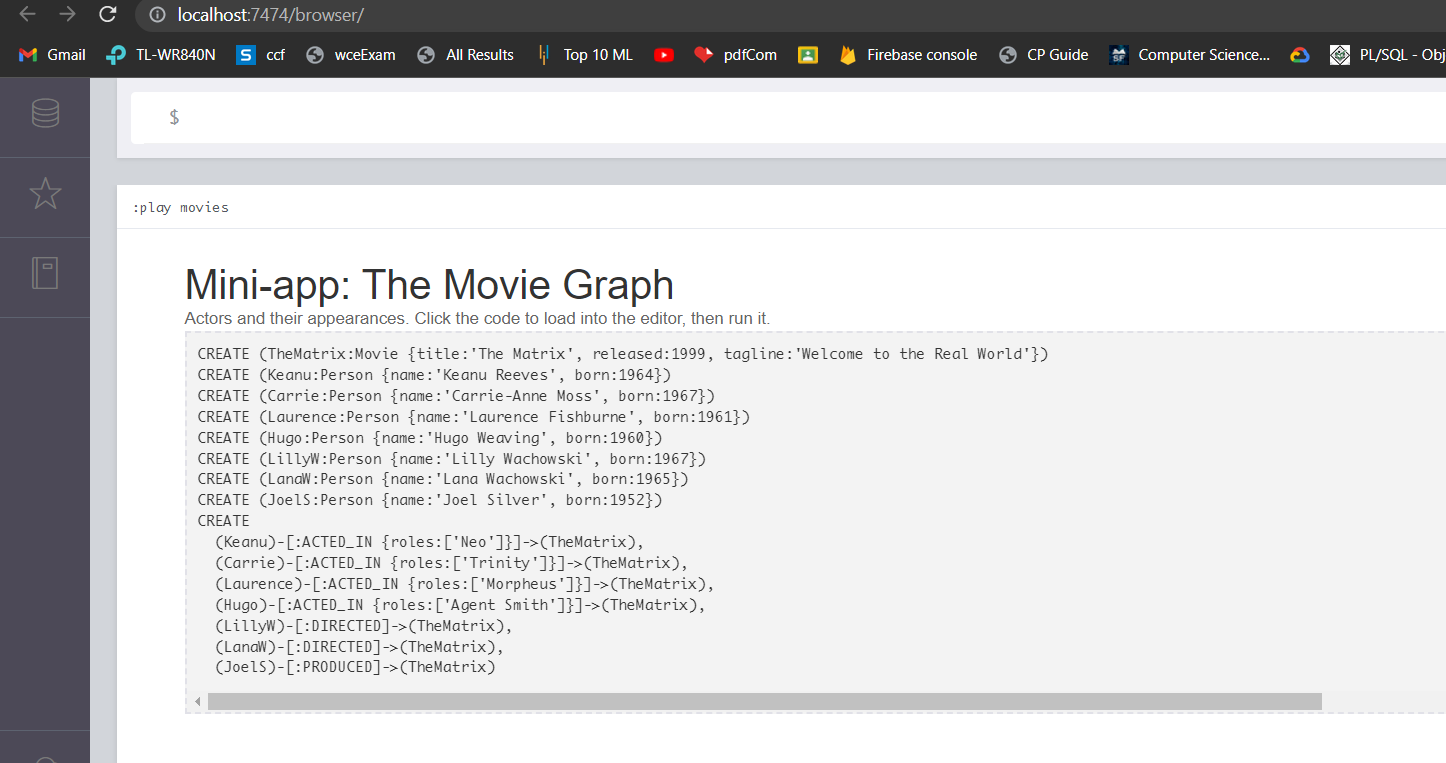 localhost:7474/browser/
Gmail TL-WR840N S ccf wceExam All Results Top 10 ML pdfCom Firebase console CP Guide SF Computer Science... PL/SQL - Obj
$
:play movies
Mini-app: The Movie Graph
Actors and their appearances. Click the code to load into the editor, then run it.
CREATE (TheMatrix:Movie {title:'The Matrix', released:1999, tagline:'Welcome to the Real World'})
CREATE (Keanu:Person {name:'Keanu Reeves', born:1964})
CREATE (Carrie:Person {name:'Carrie-Anne Moss', born:1967})
CREATE (Laurence:Person {name:'Laurence Fishburne', born:1961})
CREATE (Hugo:Person {name:'Hugo Weaving', born:1960})
CREATE (LillyW:Person {name:'Lilly Wachowski', born:1967})
CREATE (LanaW:Person {name:'Lana Wachowski', born:1965})
CREATE (JoelS:Person {name:'Joel Silver', born:1952})
CREATE
(Keanu)-[:ACTED_IN {roles:['Neo']}]->(TheMatrix),
(Carrie)-[:ACTED_IN {roles:['Trinity']}]->(TheMatrix),
(Laurence)-[:ACTED_IN {roles:['Morpheus']}]->(TheMatrix),
(Hugo)-[:ACTED_IN {roles:['Agent Smith']}]->(TheMatrix),
(LillyW)-[:DIRECTED]->(TheMatrix),
(LanaW)-[:DIRECTED]->(TheMatrix),
(JoelS)-[:PRODUCED]->(TheMatrix)